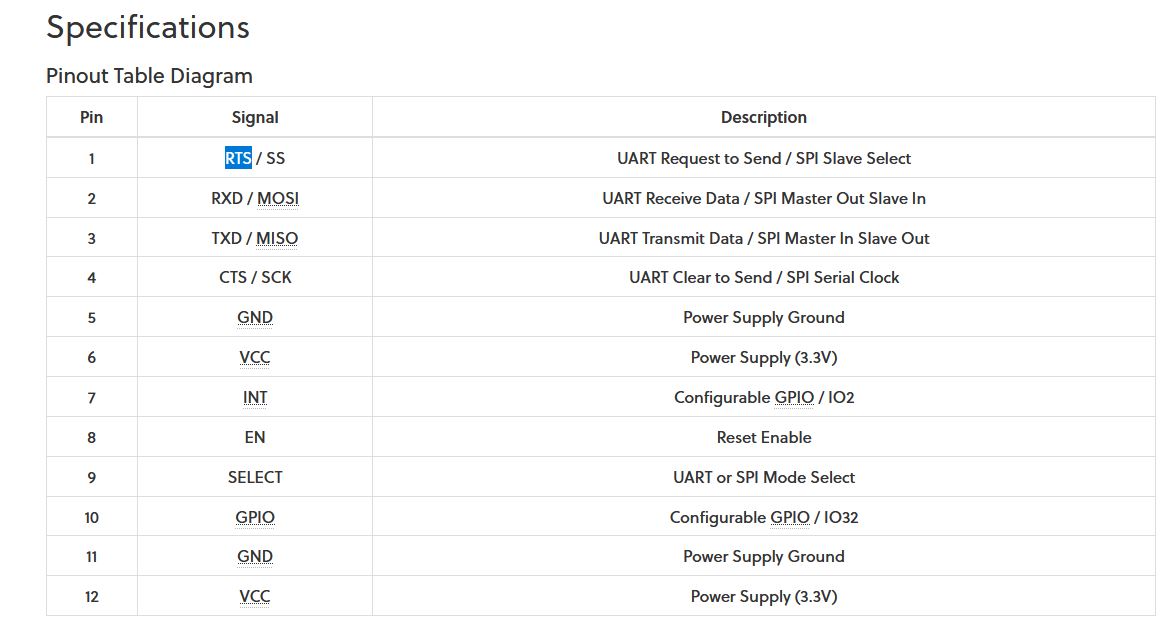 Specifications
Pinout Table Diagram
Pin Signal Description
1 RTS / SS UART Request to Send / SPI Slave Select
2 RXD / MOSI UART Receive Data / SPI Master Out Slave In
3 TXD / MISO UART Transmit Data / SPI Master In Slave Out
4 CTS / SCK UART Clear to Send / SPI Serial Clock
5 GND Power Supply Ground
6 VCC Power Supply (3.3V)
7 INT Configurable GPIO / IO2
8 EN Reset Enable
9 SELECT UART or SPI Mode Select
10 GPIO Configurable GPIO / IO32
11 GND Power Supply Ground
12 VCC Power Supply (3.3V)